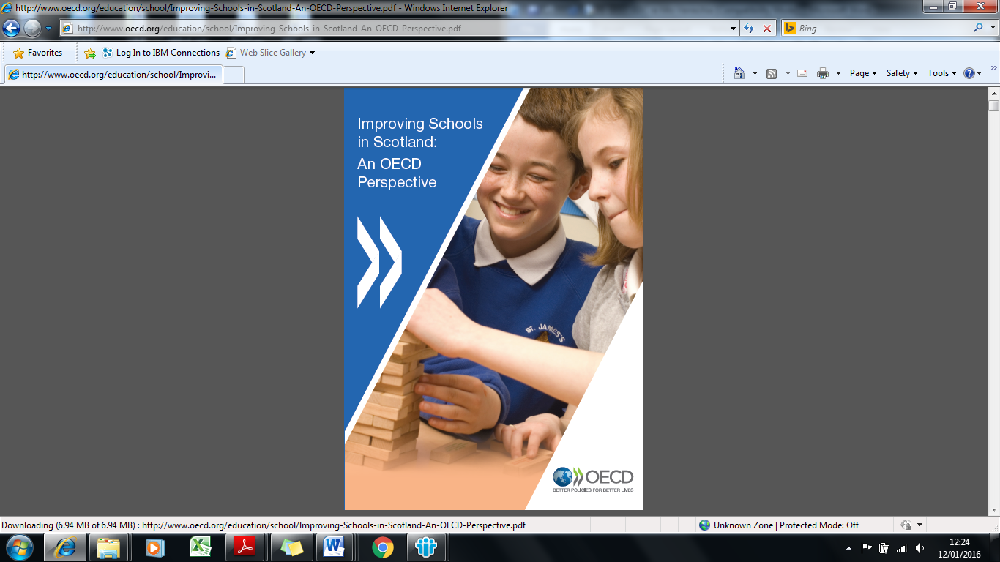 http://www.oecd.org/education/school/Improving-Schools-in-Scotland-An-OECD-Perspective.pdf - Windows Internet Explorer
http://www.oecd.org/education/school/Improving-Schools-in-Scotland-An-OECD-Perspective.pdf
Bing
Favorites
Log In to IBM Connections
Web Slice Gallery
http://www.oecd.org/education/school/Improvi...
Page
Safety
Tools
Improving Schools
in Scotland:
An OECD
Perspective
ST. JAMES'S
OECD
BETTER POLICIES FOR BETTER LIVES
Downloading (6.94 MB of 6.94 MB) : http://www.oecd.org/education/school/Improving-Schools-in-Scotland-An-OECD-Perspective.pdf
Unknown Zone | Protected Mode: Off
12:24
12/01/2016